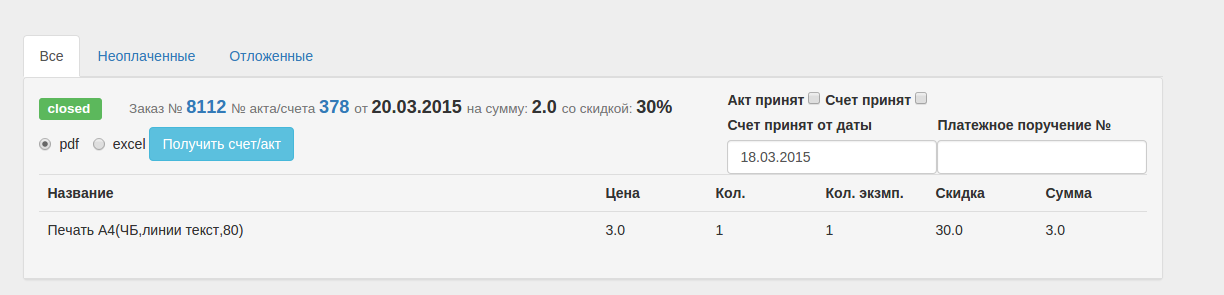 Все Неоплаченные Отложенные
closed Заказ № 8112 № акта/счета 378 от 20.03.2015 на сумму: 2.0 со скидкой: 30%
Акт принят Счет принят
Счет принят от даты Платежное поручение №
pdf excel Получить счет/акт
18.03.2015
Название Цена Кол. Кол. экзмп. Скидка Сумма
Печать А4(ЧБ,линии текст,80) 3.0 1 1 30.0 3.0